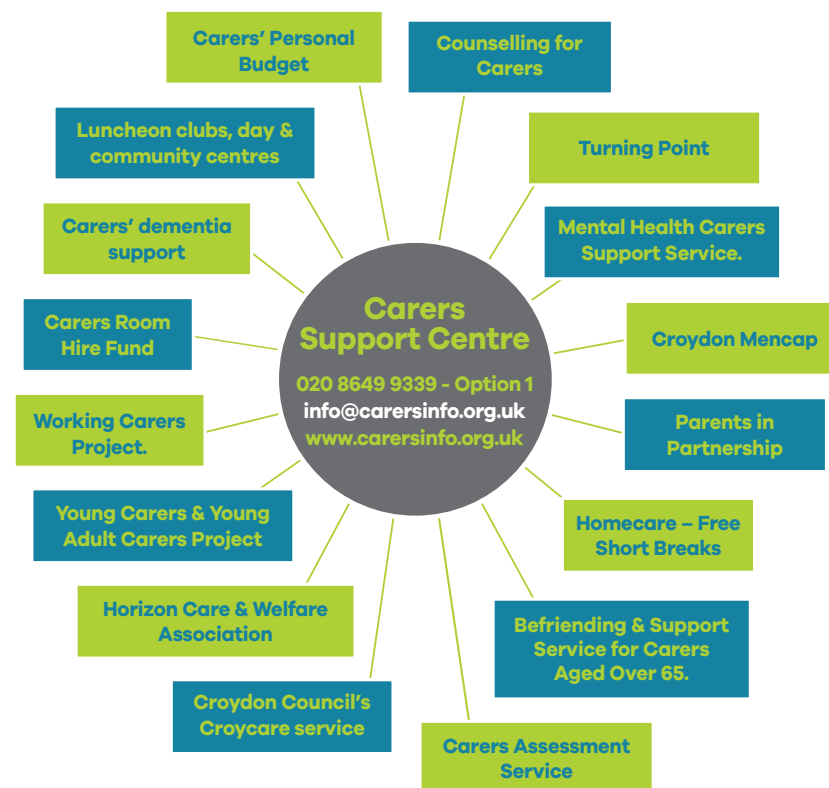 Carers' Personal
Budget
Counselling for
Carers
Luncheon clubs, day &
community centres
Turning Point
Carers' dementia
support
Mental Health Carers
Support Service.
Carers Room
Hire Fund
Carers
Support Centre
020 8649 9339 - Option 1
info@carersinfo.org.uk
www.carersinfo.org.uk
Croydon Mencap
Working Carers
Project.
Parents in
Partnership
Young Carers & Young
Adult Carers Project
Homecare – Free
Short Breaks
Horizon Care & Welfare
Association
Befriending & Support
Service for Carers
Aged Over 65.
Croydon Council's
Croycare service
Carers Assessment
Service